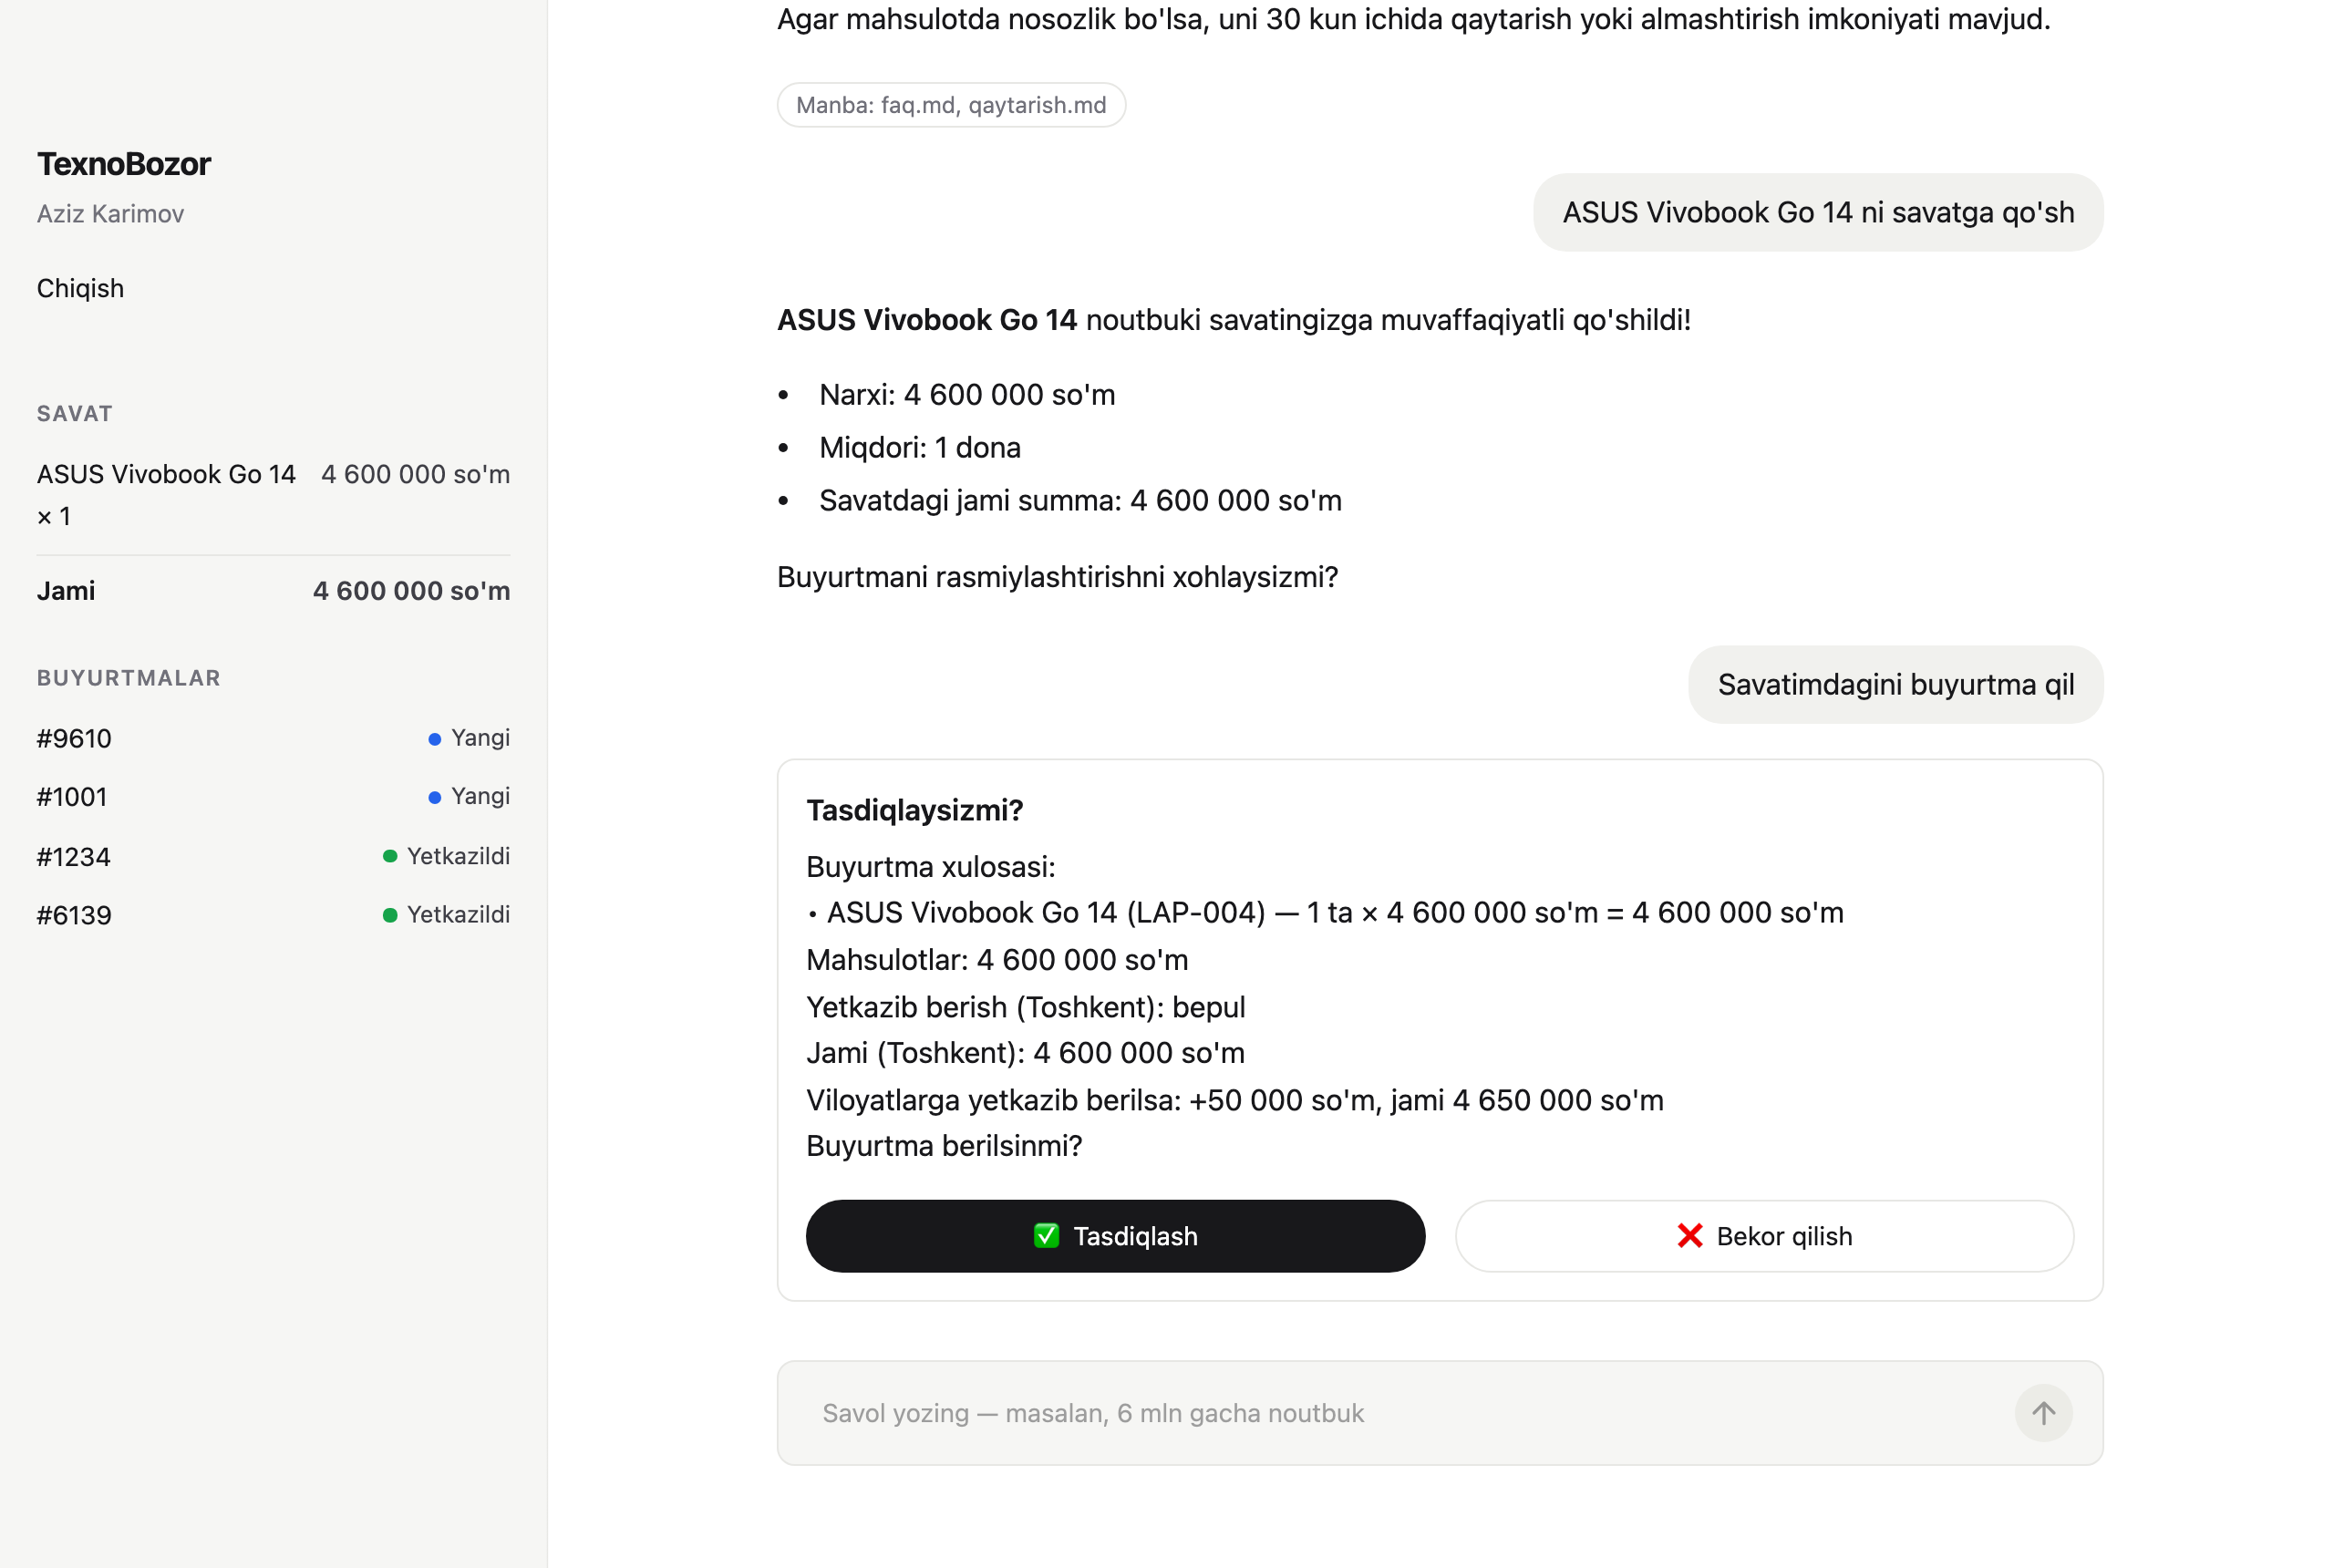 TexnoBozor
Aziz Karimov
Chiqish
SAVAT
ASUS Vivobook Go 14 4 600 000 so'm
× 1
Jami 4 600 000 so'm
BUYURTMALAR
#9610 Yangi
#1001 Yangi
#1234 Yetkazildi
#6139 Yetkazildi
Agar mahsulotda nosozlik bo'lsa, uni 30 kun ichida qaytarish yoki almashtirish imkoniyati mavjud.
Manba: faq.md, qaytarish.md
ASUS Vivobook Go 14 ni savatga qo'sh
ASUS Vivobook Go 14 noutbuki savatingizga muvaffaqiyatli qo'shildi!
• Narxi: 4 600 000 so'm
• Miqdori: 1 dona
• Savatdagi jami summa: 4 600 000 so'm
Buyurtmani rasmiylashtirishni xohlaysizmi?
Savatimdagini buyurtma qil
Tasdiqlaysizmi?
Buyurtma xulosasi:
• ASUS Vivobook Go 14 (LAP-004) — 1 ta × 4 600 000 so'm = 4 600 000 so'm
Mahsulotlar: 4 600 000 so'm
Yetkazib berish (Toshkent): bepul
Jami (Toshkent): 4 600 000 so'm
Viloyatlarga yetkazib berilsa: +50 000 so'm, jami 4 650 000 so'm
Buyurtma berilsinmi?
✅ Tasdiqlash
❌ Bekor qilish
Savol yozing — masalan, 6 mln gacha noutbuk